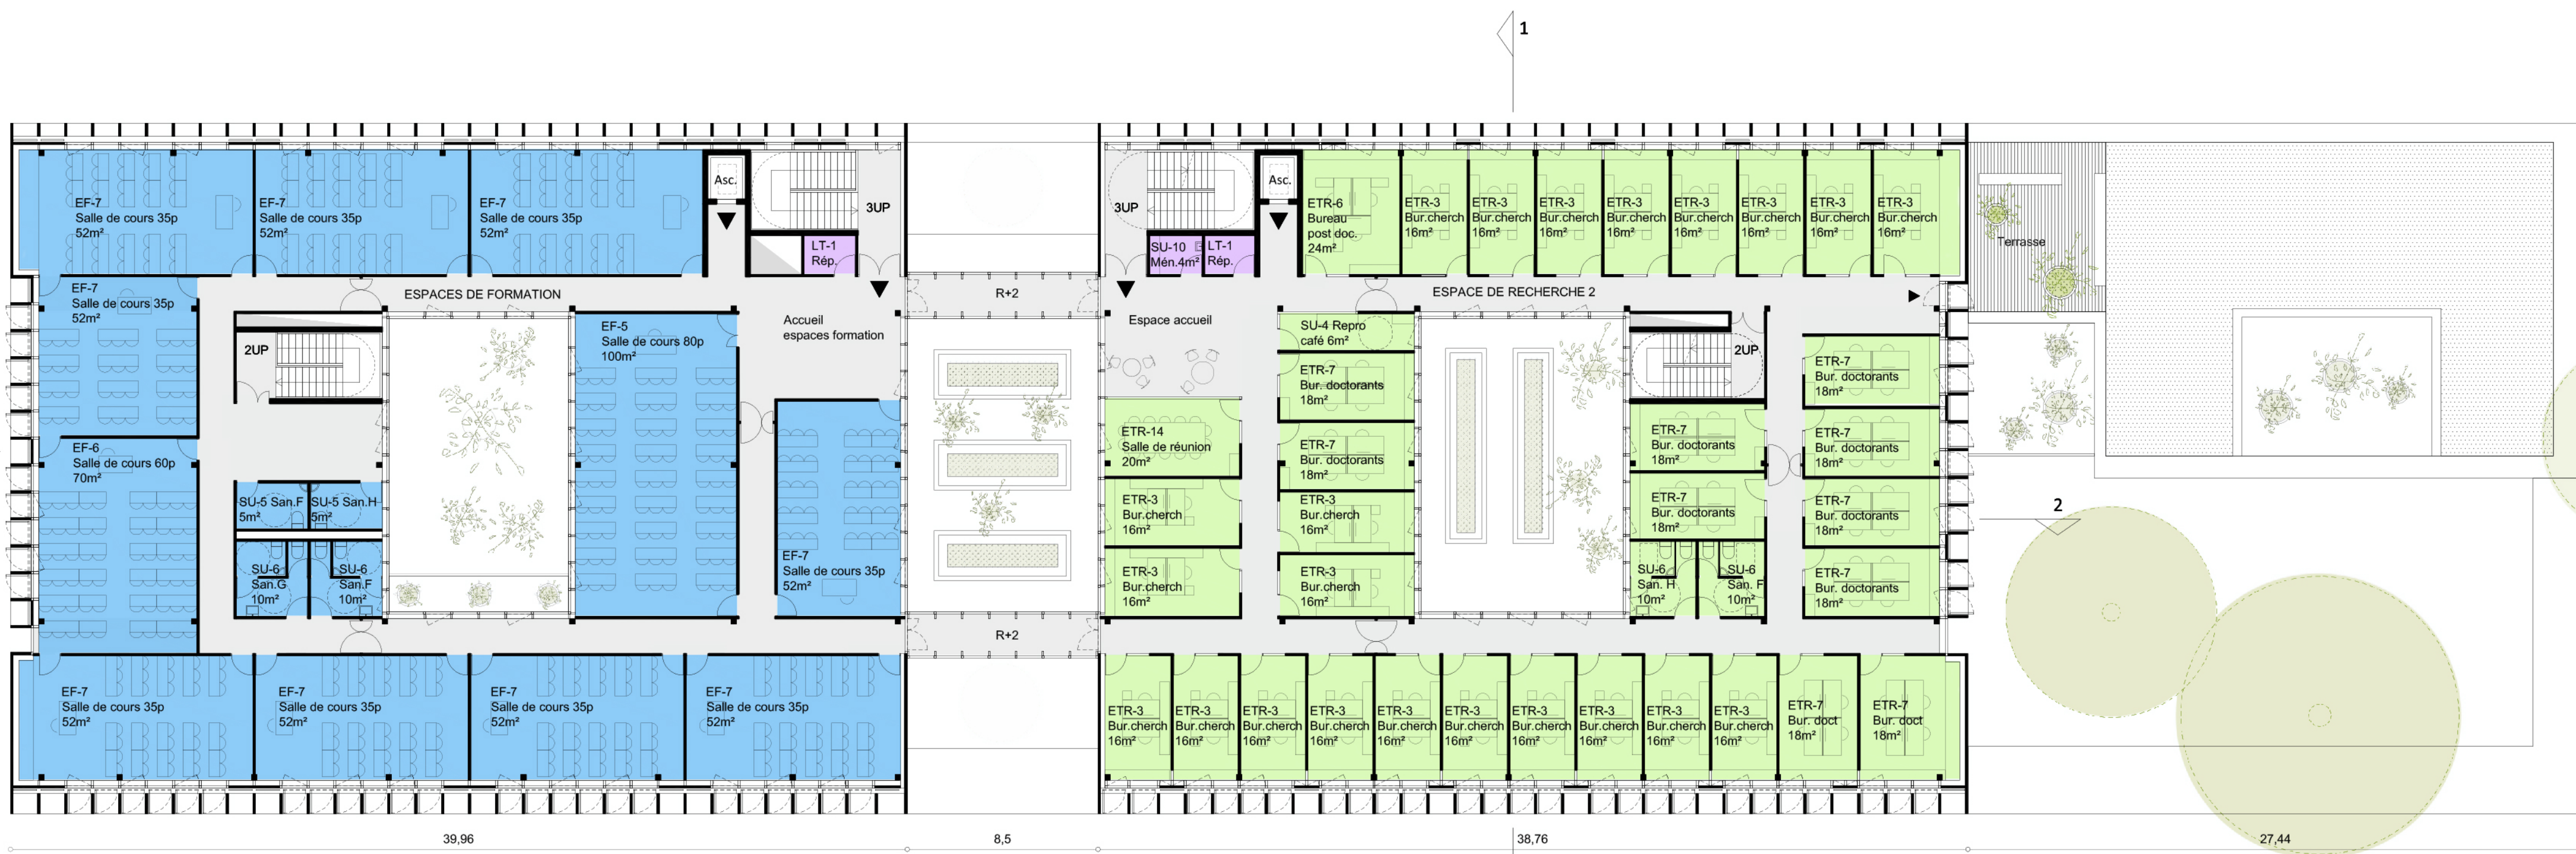 1
EF-7
Salle de cours 35p
52m²
EF-7
Salle de cours 35p
52m²
EF-7
Salle de cours 35p
52m²
Asc.
3UP
LT-1
Rép.
3UP
SU-10
Mén.4m²
LT-1
Rép.
Asc.
ETR-6
Bureau
post doc.
24m²
ETR-3
Bur.cherch
16m²
ETR-3
Bur.cherch
16m²
ETR-3
Bur.cherch
16m²
ETR-3
Bur.cherch
16m²
ETR-3
Bur.cherch
16m²
ETR-3
Bur.cherch
16m²
ETR-3
Bur.cherch
16m²
ETR-3
Bur.cherch
16m²
Terrasse
EF-7
Salle de cours 35p
52m²
ESPACES DE FORMATION
R+2
ESPACE DE RECHERCHE 2
2UP
EF-5
Salle de cours 80p
100m²
Accueil
espaces formation
Espace accueil
SU-4 Repro
café 6m²
2UP
ETR-7
Bur. doctorants
18m²
ETR-7
Bur. doctorants
18m²
EF-6
Salle de cours 60p
70m²
ETR-14
Salle de réunion
20m²
ETR-7
Bur. doctorants
18m²
ETR-7
Bur. doctorants
18m²
ETR-7
Bur. doctorants
18m²
SU-5 San.F
5m²
SU-5 San.H
5m²
ETR-3
Bur.cherch
16m²
ETR-3
Bur.cherch
16m²
ETR-7
Bur. doctorants
18m²
ETR-7
Bur. doctorants
18m²
2
SU-6
San.G
10m²
SU-6
San.F
10m²
EF-7
Salle de cours 35p
52m²
ETR-3
Bur.cherch
16m²
ETR-3
Bur.cherch
16m²
SU-6
San. H
10m²
SU-6
San. F
10m²
ETR-7
Bur. doctorants
18m²
R+2
EF-7
Salle de cours 35p
52m²
EF-7
Salle de cours 35p
52m²
EF-7
Salle de cours 35p
52m²
EF-7
Salle de cours 35p
52m²
ETR-3
Bur.cherch
16m²
ETR-3
Bur.cherch
16m²
ETR-3
Bur.cherch
16m²
ETR-3
Bur.cherch
16m²
ETR-3
Bur.cherch
16m²
ETR-3
Bur.cherch
16m²
ETR-3
Bur.cherch
16m²
ETR-3
Bur.cherch
16m²
ETR-3
Bur.cherch
16m²
ETR-3
Bur.cherch
16m²
ETR-7
Bur. doct
18m²
ETR-7
Bur. doct
18m²
39,96
8,5
38,76
27,44